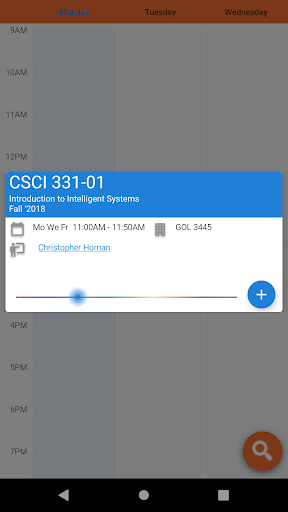 Monday Tuesday Wednesday
9AM
10AM
11AM
12PM
CSCI 331-01
Introduction to Intelligent Systems
Fall '2018
Mo We Fr 11:00AM - 11:50AM GOL 3445
Christopher Homan
4PM
5PM
6PM
7PM